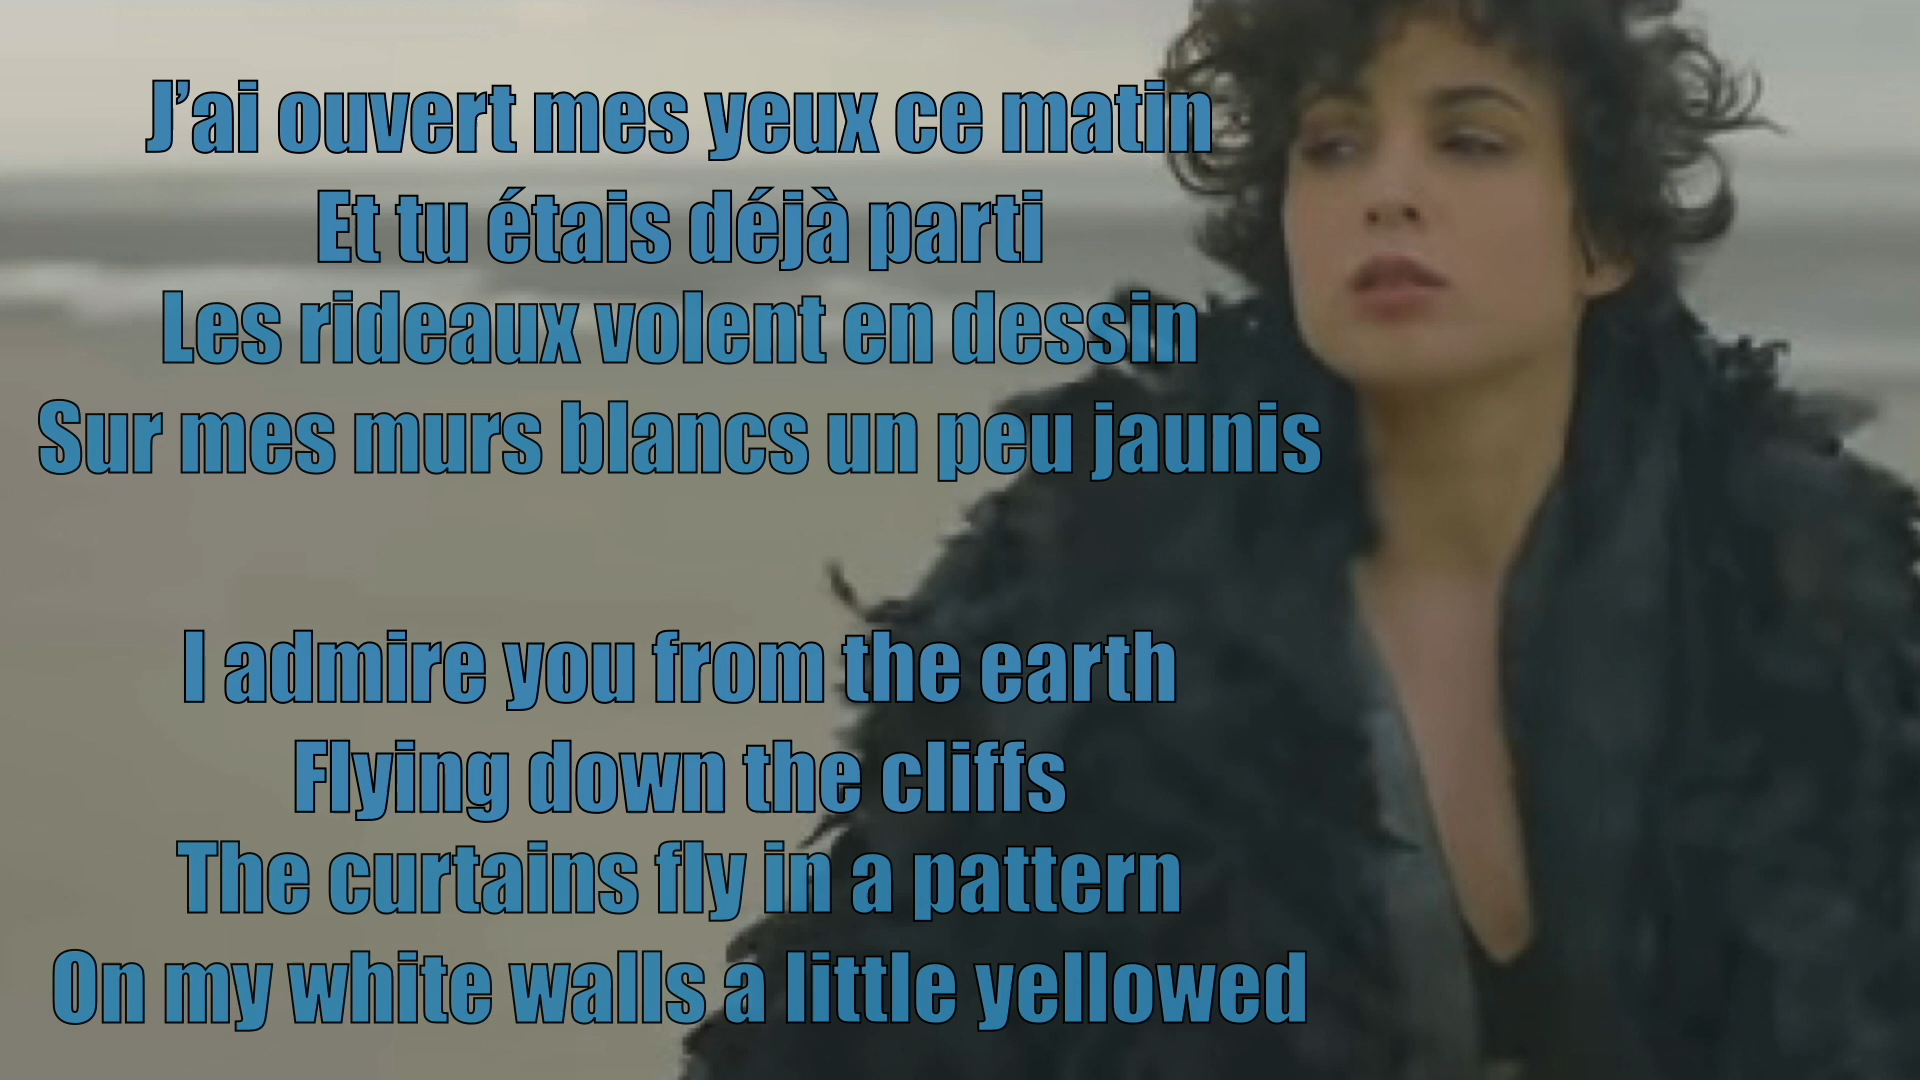 J’ai ouvert mes yeux ce matin
Et tu étais déjà parti
Les rideaux volent en dessin
Sur mes murs blancs un peu jaunis
I admire you from the earth
Flying down the cliffs
The curtains fly in a pattern
On my white walls a little yellowed